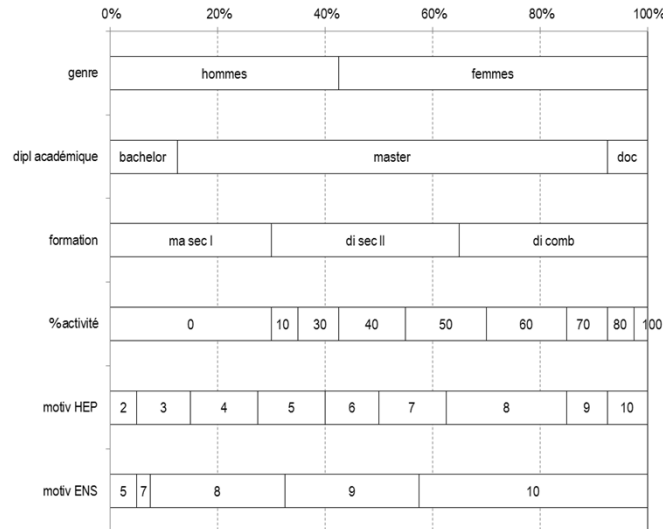 0% 20% 40% 60% 80% 100%
genre hommes femmes
dipl académique bachelor master doc
formation ma sec I di sec II di comb
%activité 0 10 30 40 50 60 70 80 100
motiv HEP 2 3 4 5 6 7 8 9 10
motiv ENS 5 7 8 9 10